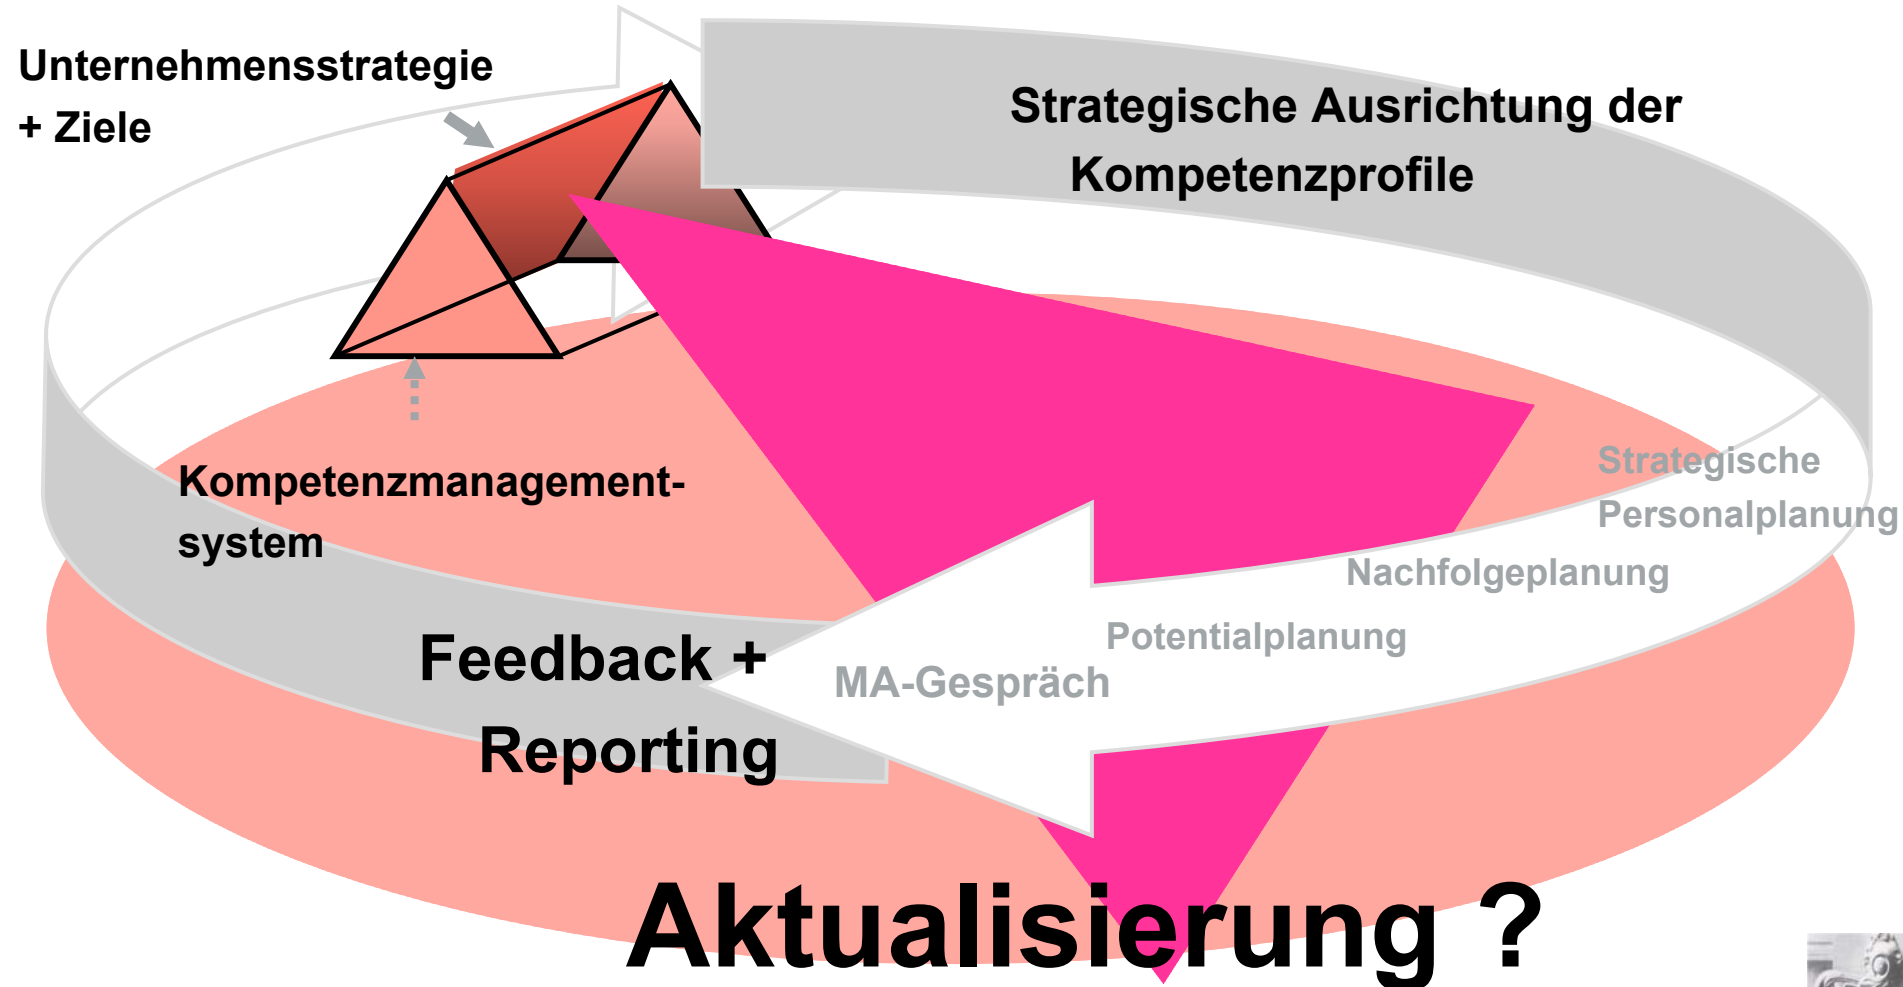 Unternehmensstrategie
+ Ziele
Strategische Ausrichtung der
Kompetenzprofile
Kompetenzmanagement-
system
Strategische
Personalplanung
Nachfolgeplanung
Potentialplanung
MA-Gespräch
Feedback +
Reporting
Aktualisierung ?